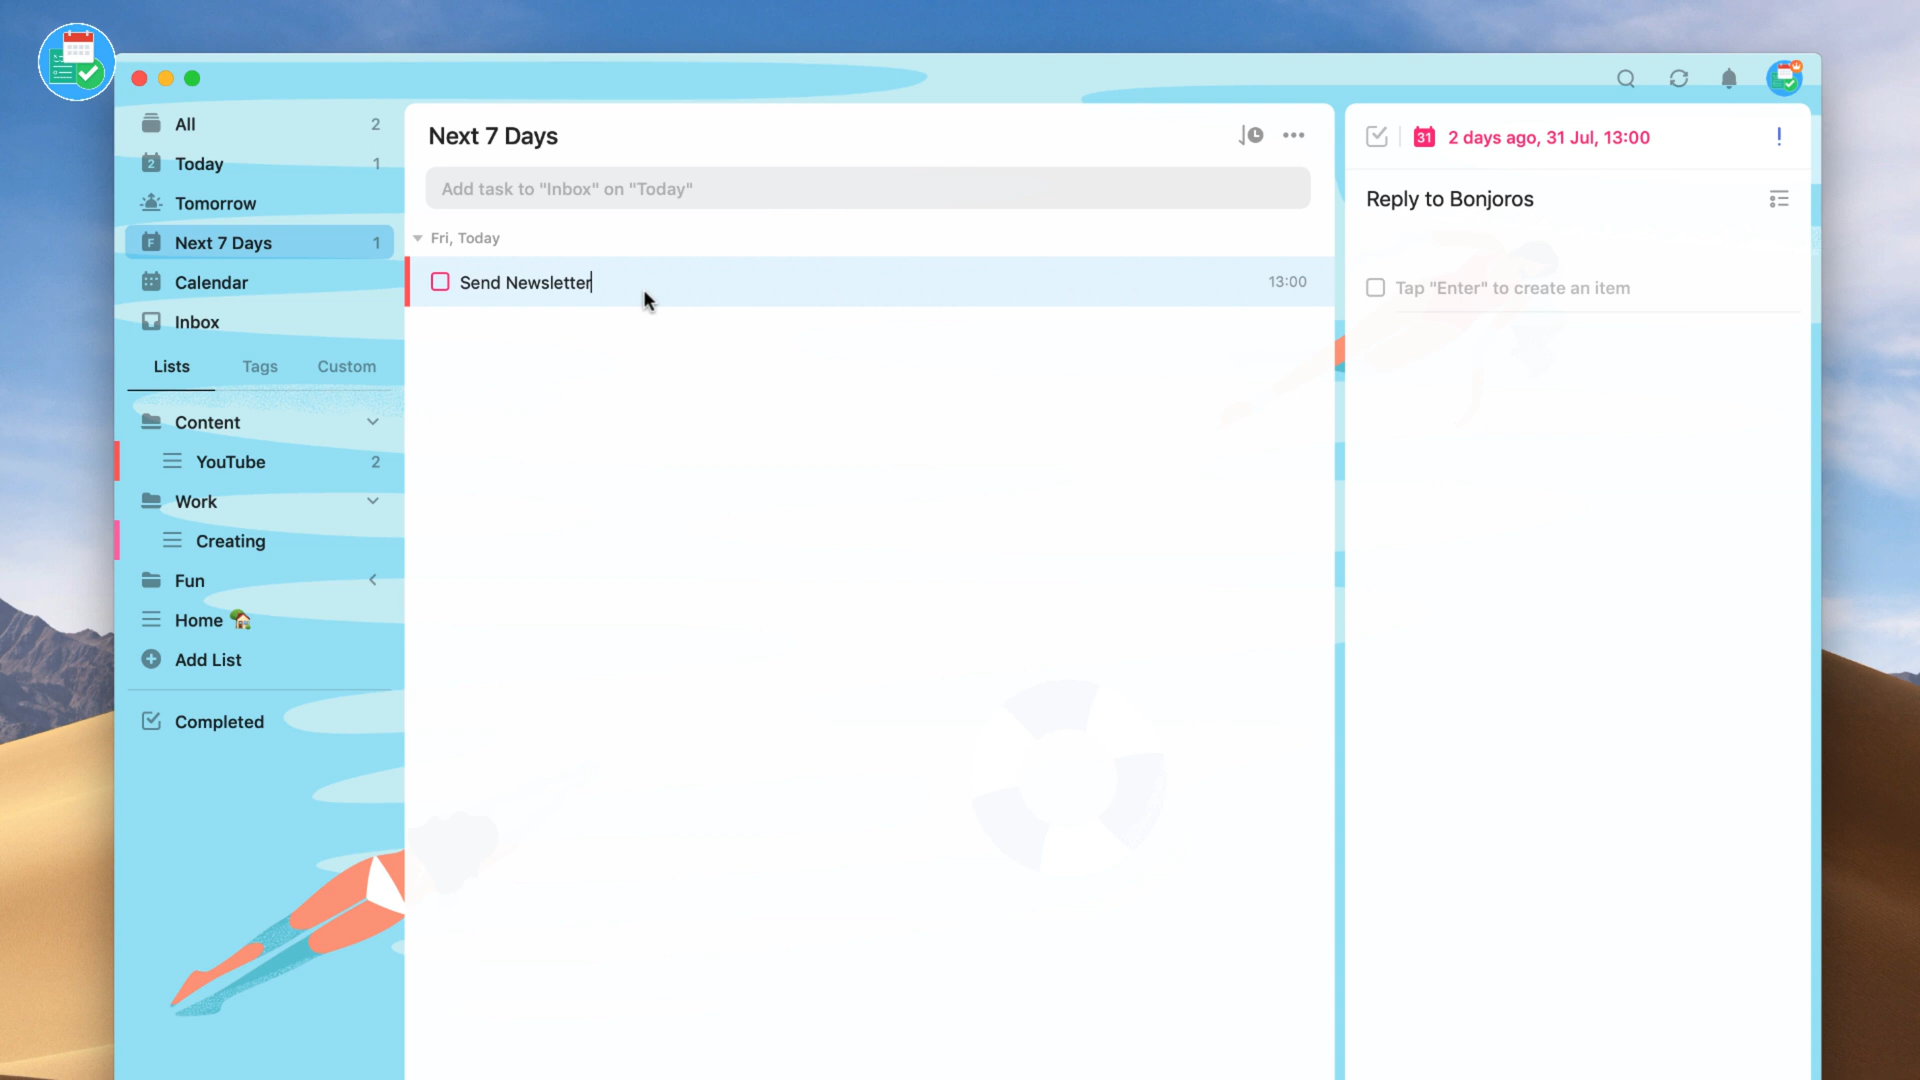 All 2
2 Today 1
Tomorrow
F Next 7 Days 1
Calendar
Inbox
Lists Tags Custom
Content
YouTube 2
Work
Creating
Fun
Home
Add List
Completed
Next 7 Days
Add task to "Inbox" on "Today"
Fri, Today
Send Newsletter 13:00
31 2 days ago, 31 Jul, 13:00 !
Reply to Bonjoros
Tap "Enter" to create an item